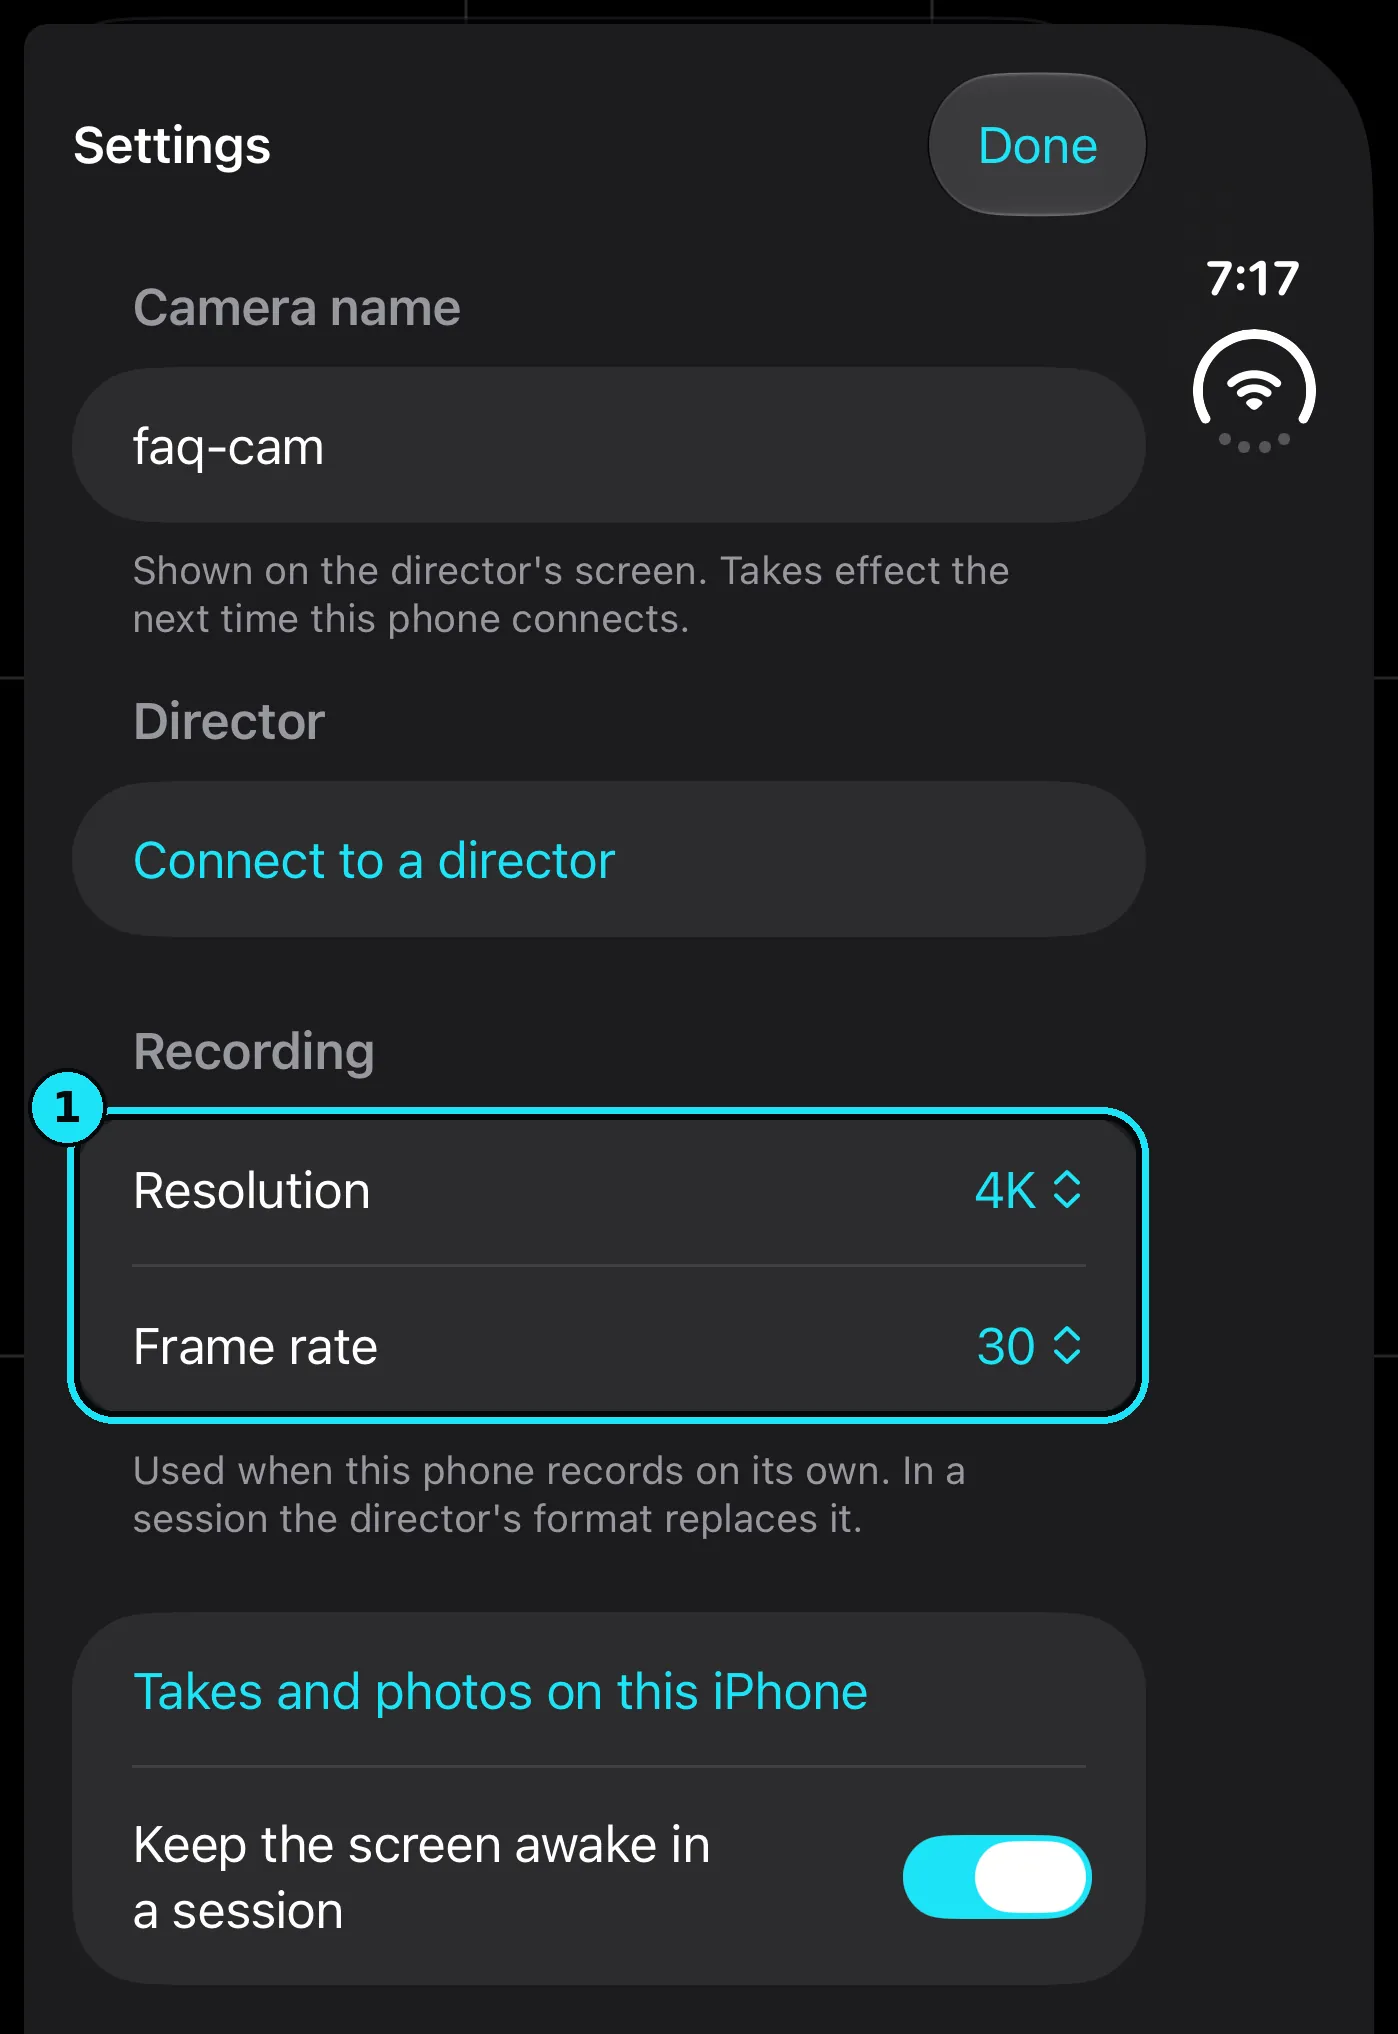 Settings
Done
7:17
Camera name
faq-cam
Shown on the director's screen. Takes effect the
next time this phone connects.
Director
Connect to a director
Recording
1
Resolution
4K
Frame rate
30
Used when this phone records on its own. In a
session the director's format replaces it.
Takes and photos on this iPhone
Keep the screen awake in
a session